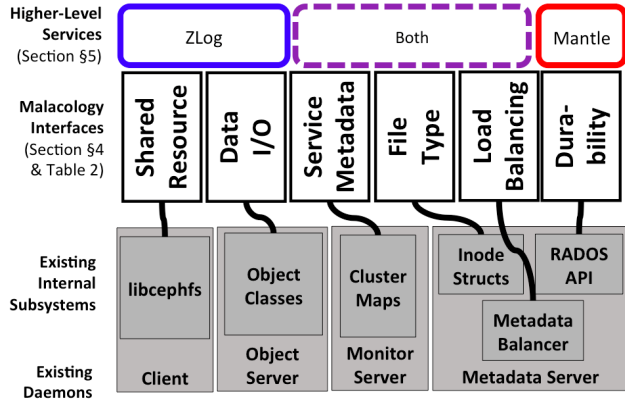 Higher-Level
Services
(Section §5)
ZLog
Both
Mantle
Malacology
Interfaces
(Section §4
& Table 2)
Shared
Resource
Data
I/O
Service
Metadata
File
Type
Load
Balancing
Dura-
bility
Existing
Internal
Subsystems
libcephfs
Object
Classes
Cluster
Maps
Inode
Structs
RADOS
API
Metadata
Balancer
Existing
Daemons
Client
Object
Server
Monitor
Server
Metadata Server